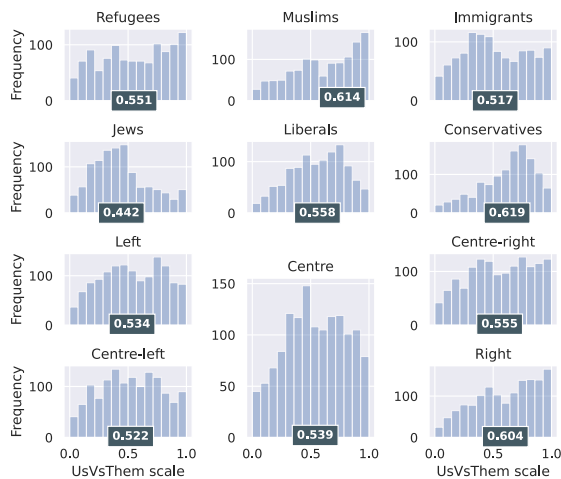 Refugees
Muslims
Immigrants
Frequency
100
0
0.551
100
0
0.614
100
0
0.517
Jews
Liberals
Conservatives
Frequency
100
0
0.442
100
0
0.558
100
0
0.619
Left
Centre
Centre-right
Frequency
100
0
0.534
150
100
50
0
0.539
100
0
0.555
Centre-left
Right
Frequency
100
0
0.522
100
0
0.604
0.0 0.5 1.0
0.0 0.5 1.0
0.0 0.5 1.0
UsVsThem scale
UsVsThem scale
UsVsThem scale